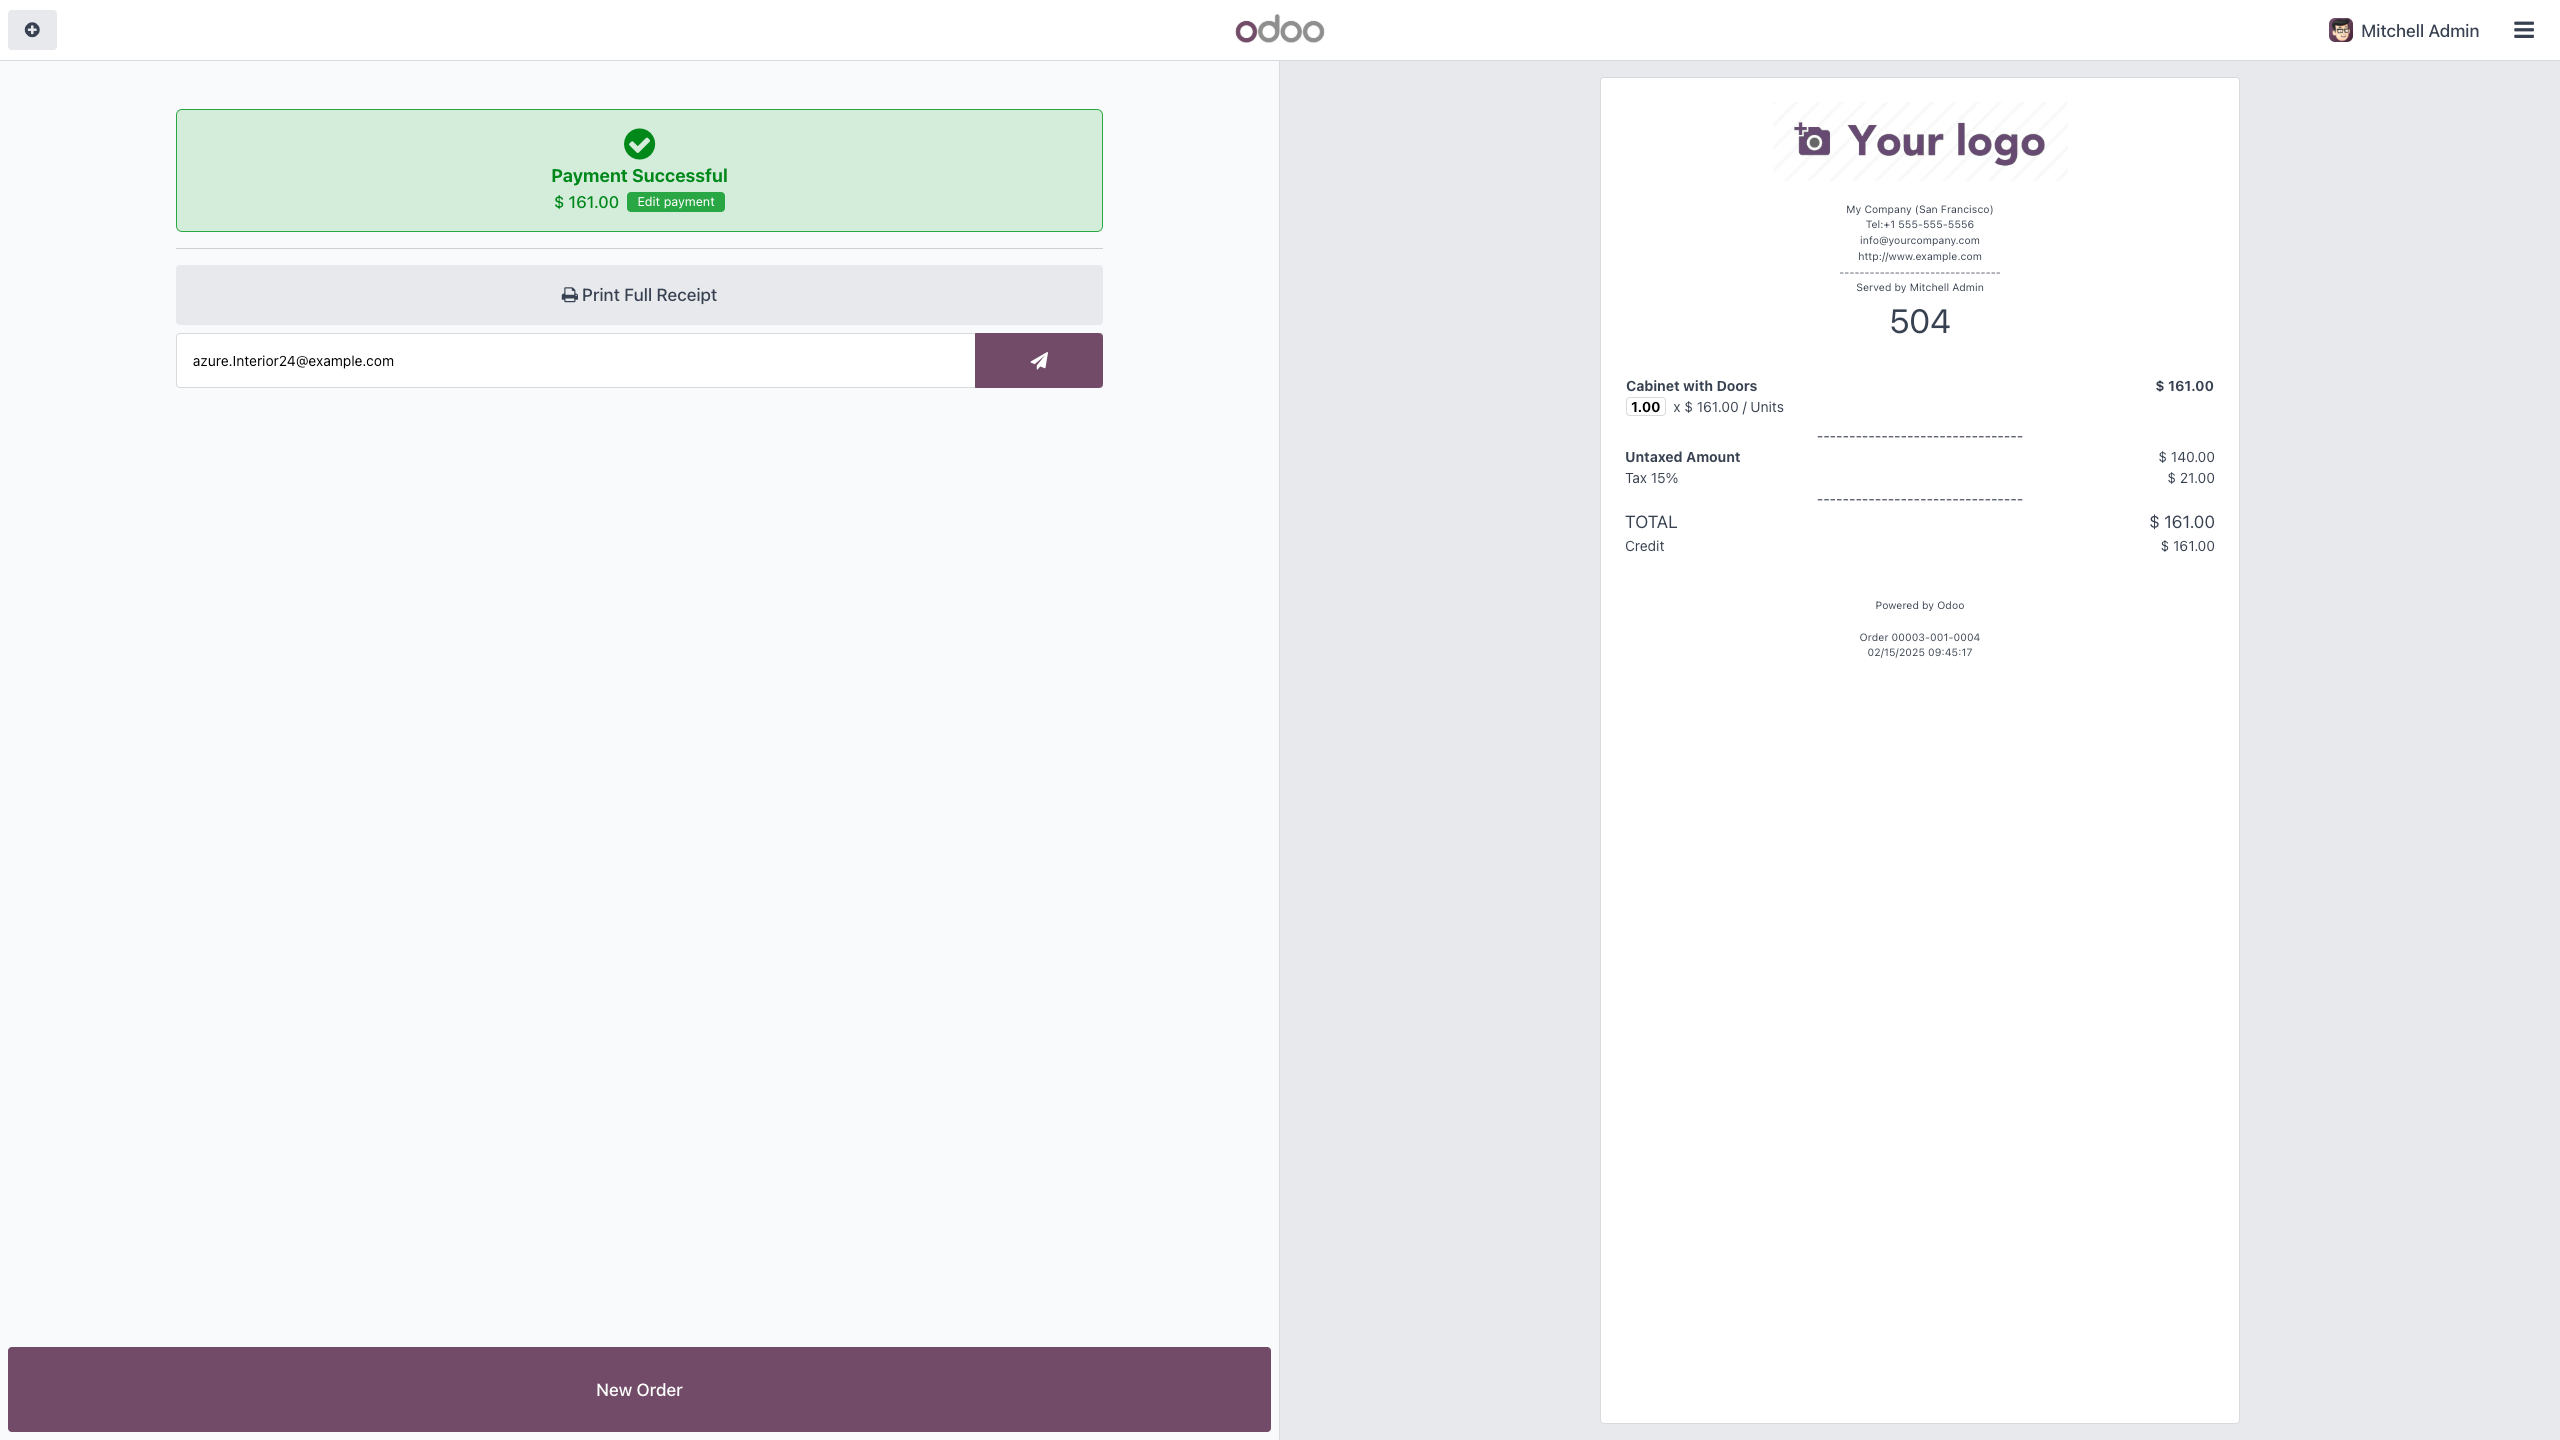 odoo
Mitchell Admin
Payment Successful
$ 161.00 Edit payment
Print Full Receipt
azure.Interior24@example.com
New Order
Your logo
My Company (San Francisco)
Tel:+1 555-555-5556
info@yourcompany.com
http://www.example.com
--------------------------------
Served by Mitchell Admin
504
Cabinet with Doors $ 161.00
1.00 x $ 161.00 / Units
--------------------------------
Untaxed Amount $ 140.00
Tax 15% $ 21.00
--------------------------------
TOTAL $ 161.00
Credit $ 161.00
Powered by Odoo
Order 00003-001-0004
02/15/2025 09:45:17